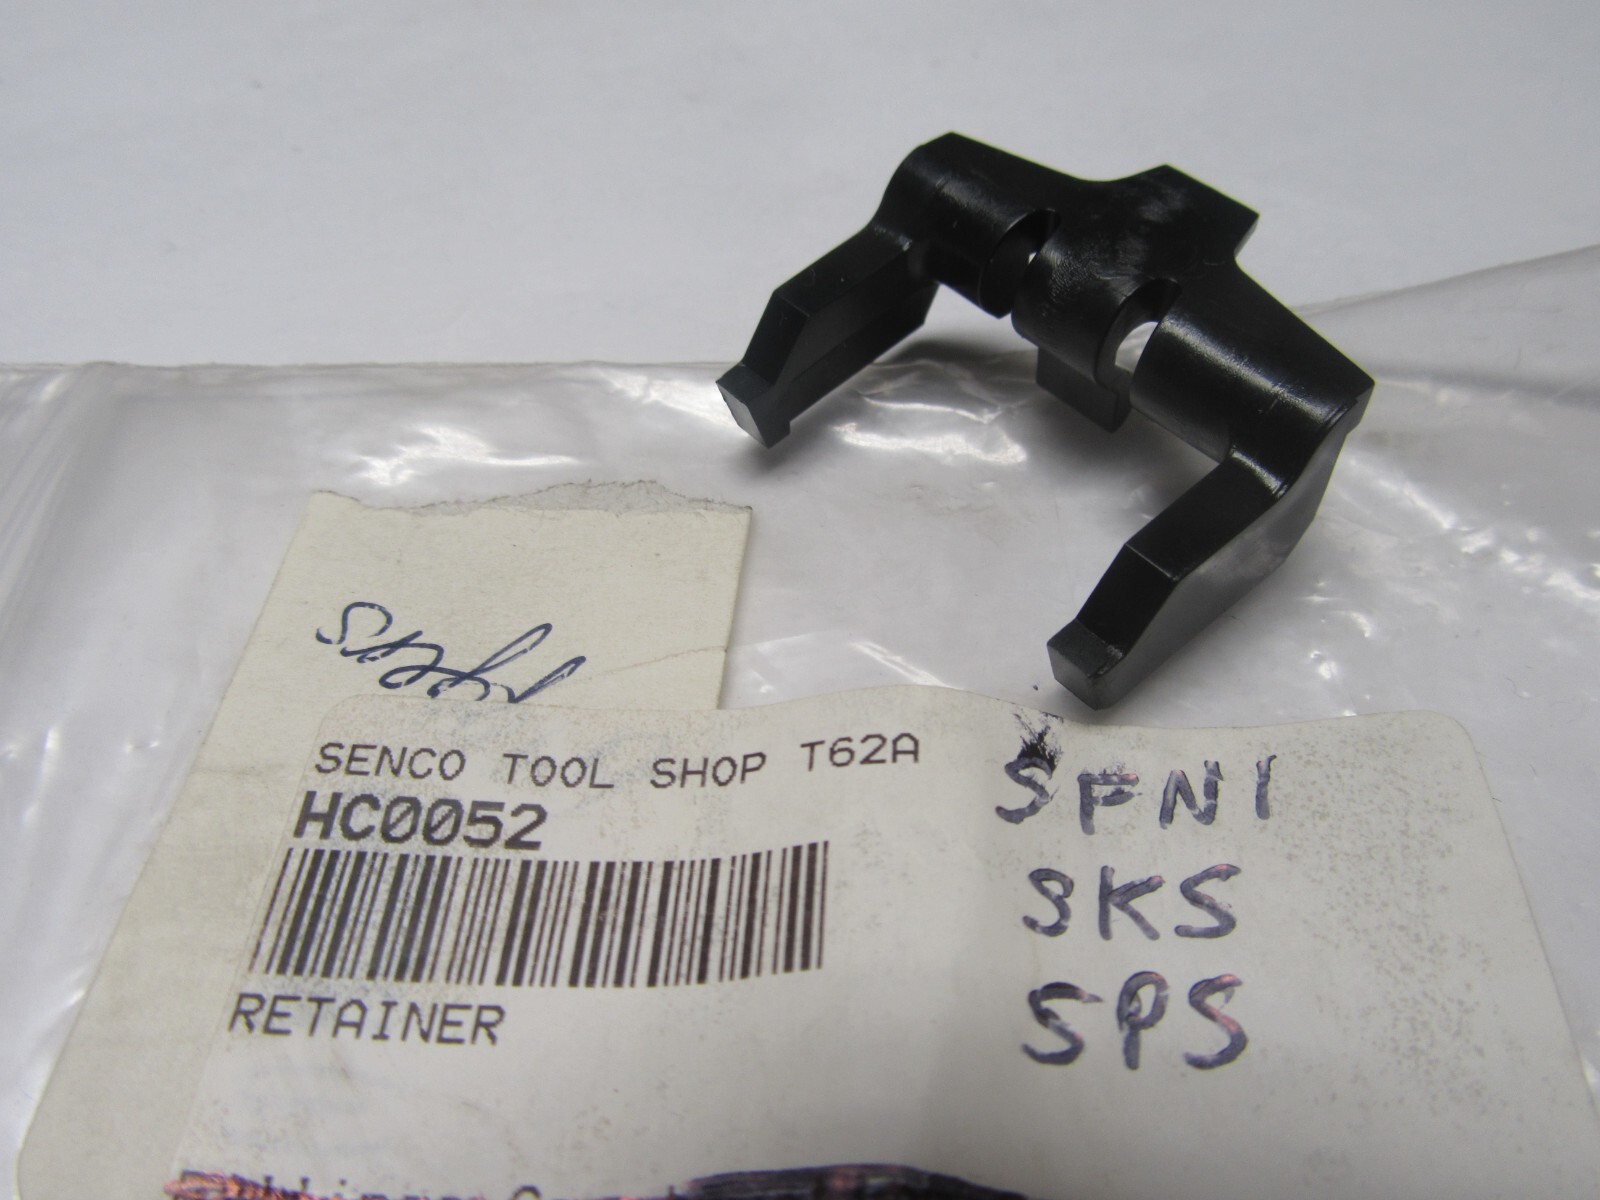 SENCO TOOL SHOP T62A
HC0052
RETAINER
SFN1
SKS
SPS